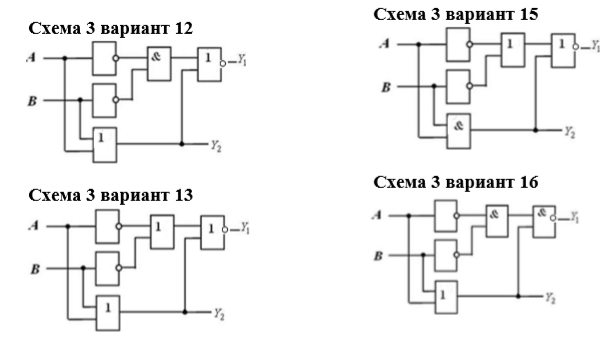 Схема 3 вариант 12
A
&
1
Y₁
B
1
Y₂
Схема 3 вариант 15
A
1
1
Y₁
B
&
Y₂
Схема 3 вариант 13
A
1
1
Y₁
B
1
Y₂
Схема 3 вариант 16
A
&
&
Y₁
B
1
Y₂